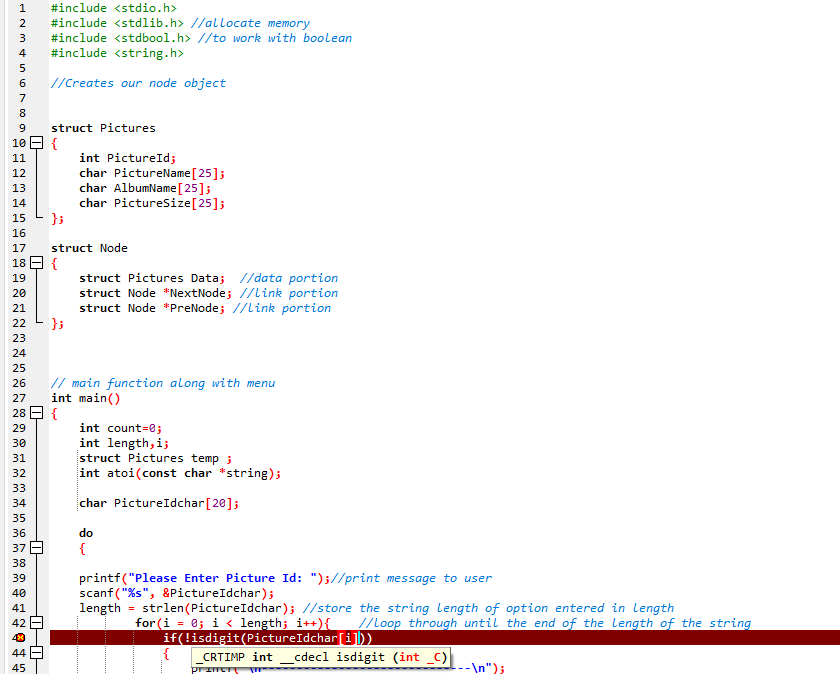 1 #include <stdio.h>
2 #include <stdlib.h> //allocate memory
3 #include <stdbool.h> //to work with boolean
4 #include <string.h>
5
6 //Creates our node object
7
8
9 struct Pictures
10 {
11 int PictureId;
12 char PictureName[25];
13 char AlbumName[25];
14 char PictureSize[25];
15 };
16
17 struct Node
18 {
19 struct Pictures Data; //data portion
20 struct Node *NextNode; //link portion
21 struct Node *PreNode; //link portion
22 };
23
24
25
26 // main function along with menu
27 int main()
28 {
29 int count=0;
30 int length,i;
31 struct Pictures temp ;
32 int atoi(const char *string);
33
34 char PictureIdchar[20];
35
36 do
37 {
38
39 printf("Please Enter Picture Id: ");//print message to user
40 scanf("%s", &PictureIdchar);
41 length = strlen(PictureIdchar); //store the string length of option entered in length
42 for(i = 0; i < length; i++){ //loop through until the end of the length of the string
if(!isdigit(PictureIdchar[i]))
44 {
_CRTIMP int __cdecl isdigit (int _C)
45 \n");